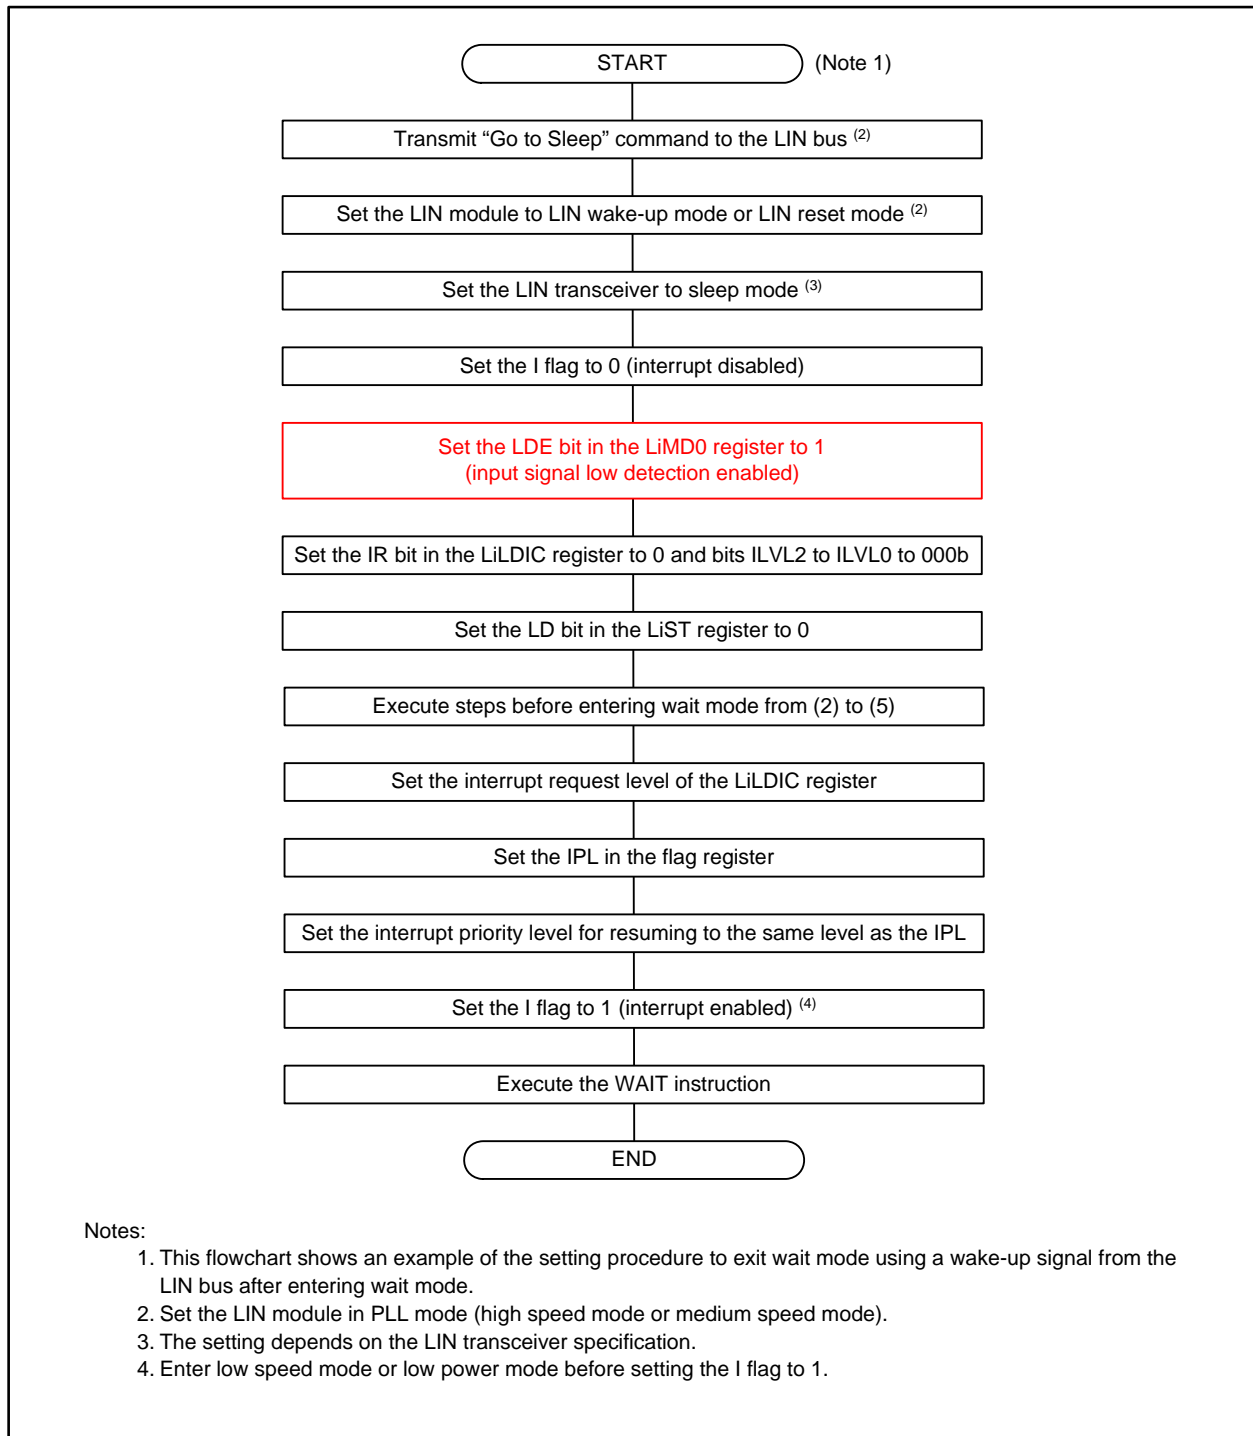 START (Note 1)
Transmit “Go to Sleep” command to the LIN bus (2)
Set the LIN module to LIN wake-up mode or LIN reset mode (2)
Set the LIN transceiver to sleep mode (3)
Set the I flag to 0 (interrupt disabled)
Set the LDE bit in the LiMD0 register to 1
(input signal low detection enabled)
Set the IR bit in the LiLDIC register to 0 and bits ILVL2 to ILVL0 to 000b
Set the LD bit in the LiST register to 0
Execute steps before entering wait mode from (2) to (5)
Set the interrupt request level of the LiLDIC register
Set the IPL in the flag register
Set the interrupt priority level for resuming to the same level as the IPL
Set the I flag to 1 (interrupt enabled) (4)
Execute the WAIT instruction
END
Notes:
1. This flowchart shows an example of the setting procedure to exit wait mode using a wake-up signal from the
LIN bus after entering wait mode.
2. Set the LIN module in PLL mode (high speed mode or medium speed mode).
3. The setting depends on the LIN transceiver specification.
4. Enter low speed mode or low power mode before setting the I flag to 1.